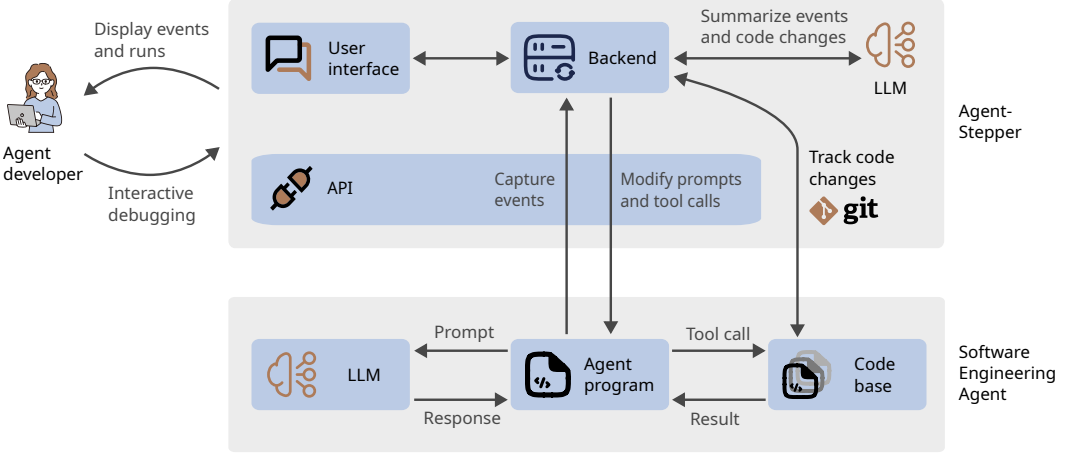 Display events
and runs
Agent
developer
Interactive
debugging
User
interface
Backend
Summarize events
and code changes
LLM
Agent-
Stepper
API
Capture
events
Modify prompts
and tool calls
Track code
changes
git
Prompt
Tool call
LLM
</>
Agent
program
</>
Code
base
Response
Result
Software
Engineering
Agent